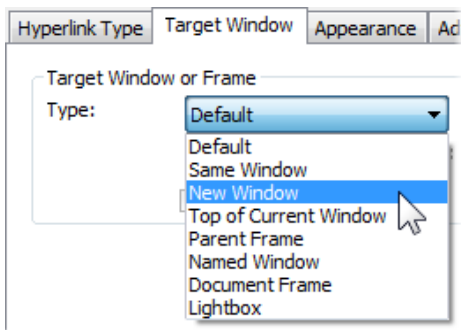 Hyperlink Type Target Window Appearance Ad
Target Window or Frame
Type: Default
Default
Same Window
New Window
Top of Current Window
Parent Frame
Named Window
Document Frame
Lightbox